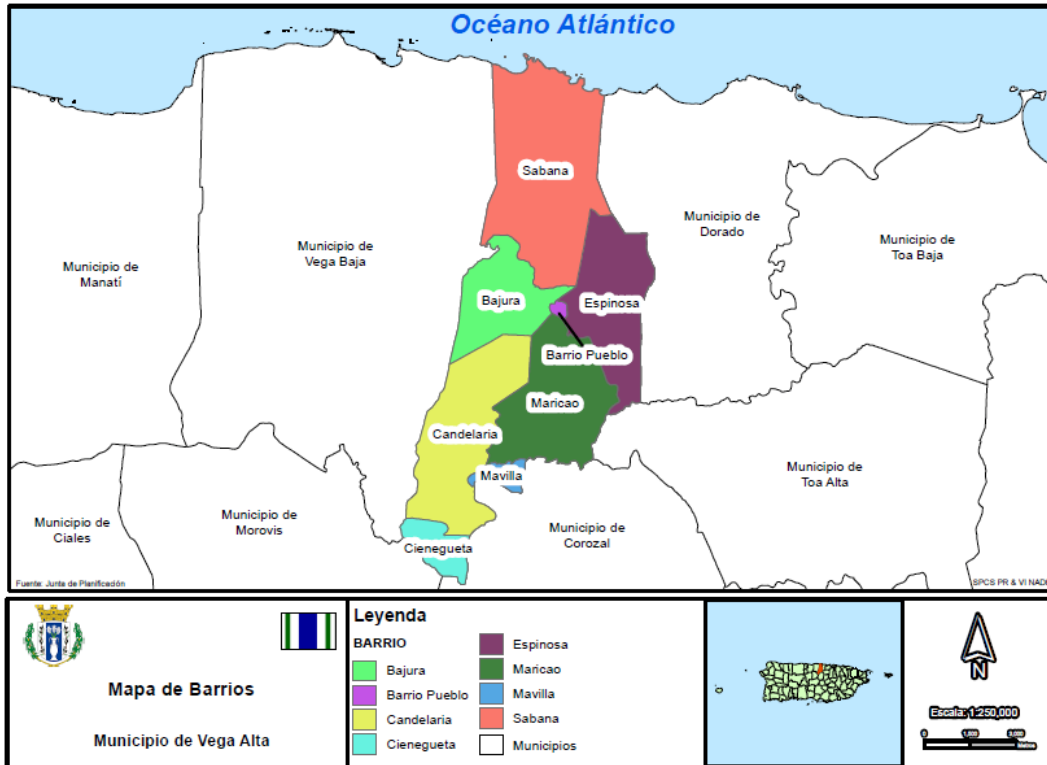 Océano Atlántico
Sabana
Municipio de
Dorado
Municipio de
Vega Baja
Municipio de
Toa Baja
Municipio de
Manatí
Bajura
Espinosa
Barrio Pueblo
Maricao
Candelaria
Mavilla
Municipio de
Toa Alta
Municipio de
Ciales
Municipio de
Morovis
Municipio de
Corozal
Cienegueta
Fuente: Junta de Planificación
SPCS PR & VI NAD
Mapa de Barrios
Municipio de Vega Alta
Leyenda
BARRIO
Bajura
Barrio Pueblo
Candelaria
Cienegueta
Espinosa
Maricao
Mavilla
Sabana
Municipios
N
Escala: 1:250,000
0